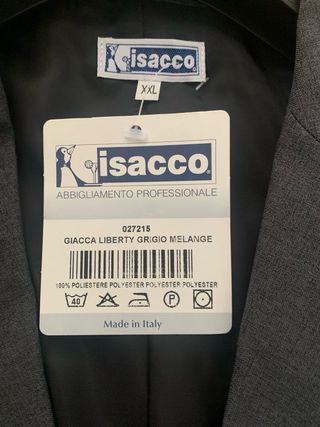 isacco
XXL
isacco®
ABBIGLIAMENTO PROFESSIONALE
027215
GIACCA LIBERTY GRIGIO MELANGE
100% POLIESTERE POLYESTER POLYESTER POLYESTER
40
P
Made in Italy